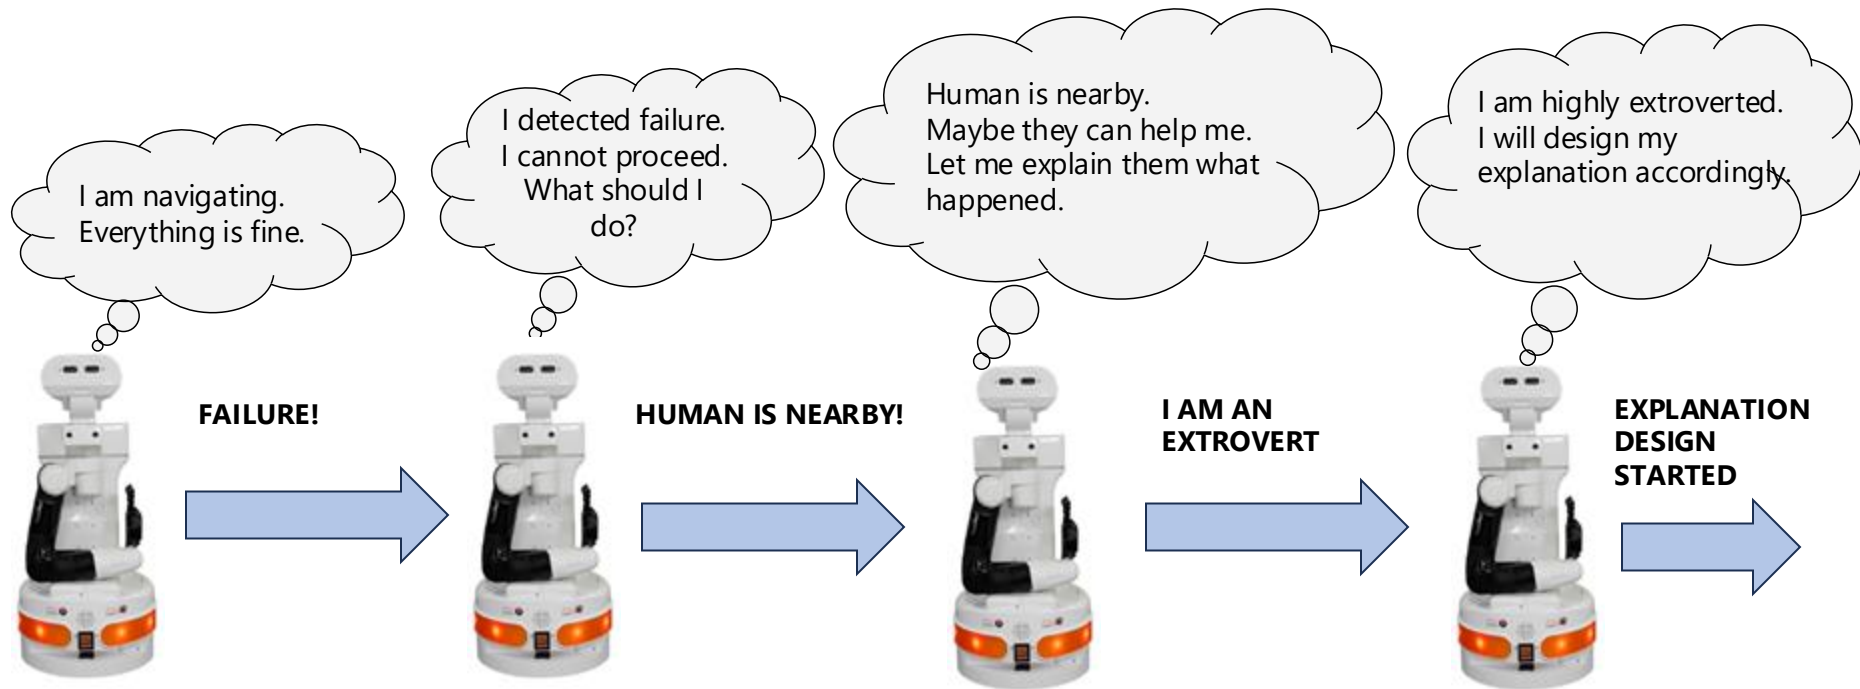 I am navigating.
Everything is fine.
I detected failure.
I cannot proceed.
What should I
do?
Human is nearby.
Maybe they can help me.
Let me explain them what
happened.
I am highly extroverted.
I will design my
explanation accordingly.
FAILURE!
HUMAN IS NEARBY!
I AM AN
EXTROVERT
EXPLANATION
DESIGN
STARTED